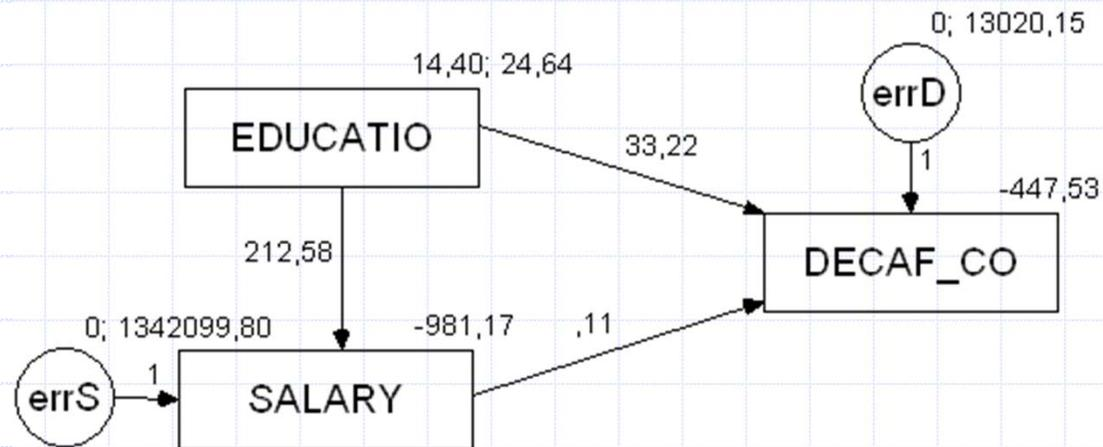 0; 13020,15
14,40; 24,64
errD
EDUCATIO
33,22
1
-447,53
212,58
DECAF_CO
0; 1342099,80
-981,17
,11
1
errS
SALARY